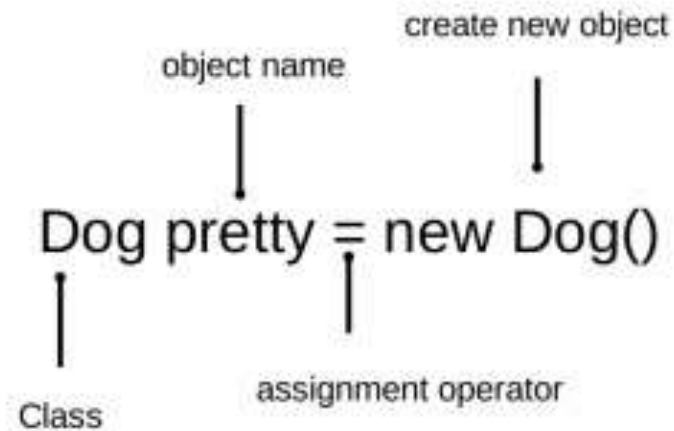 create new object
object name
Dog pretty = new Dog()
assignment operator
Class